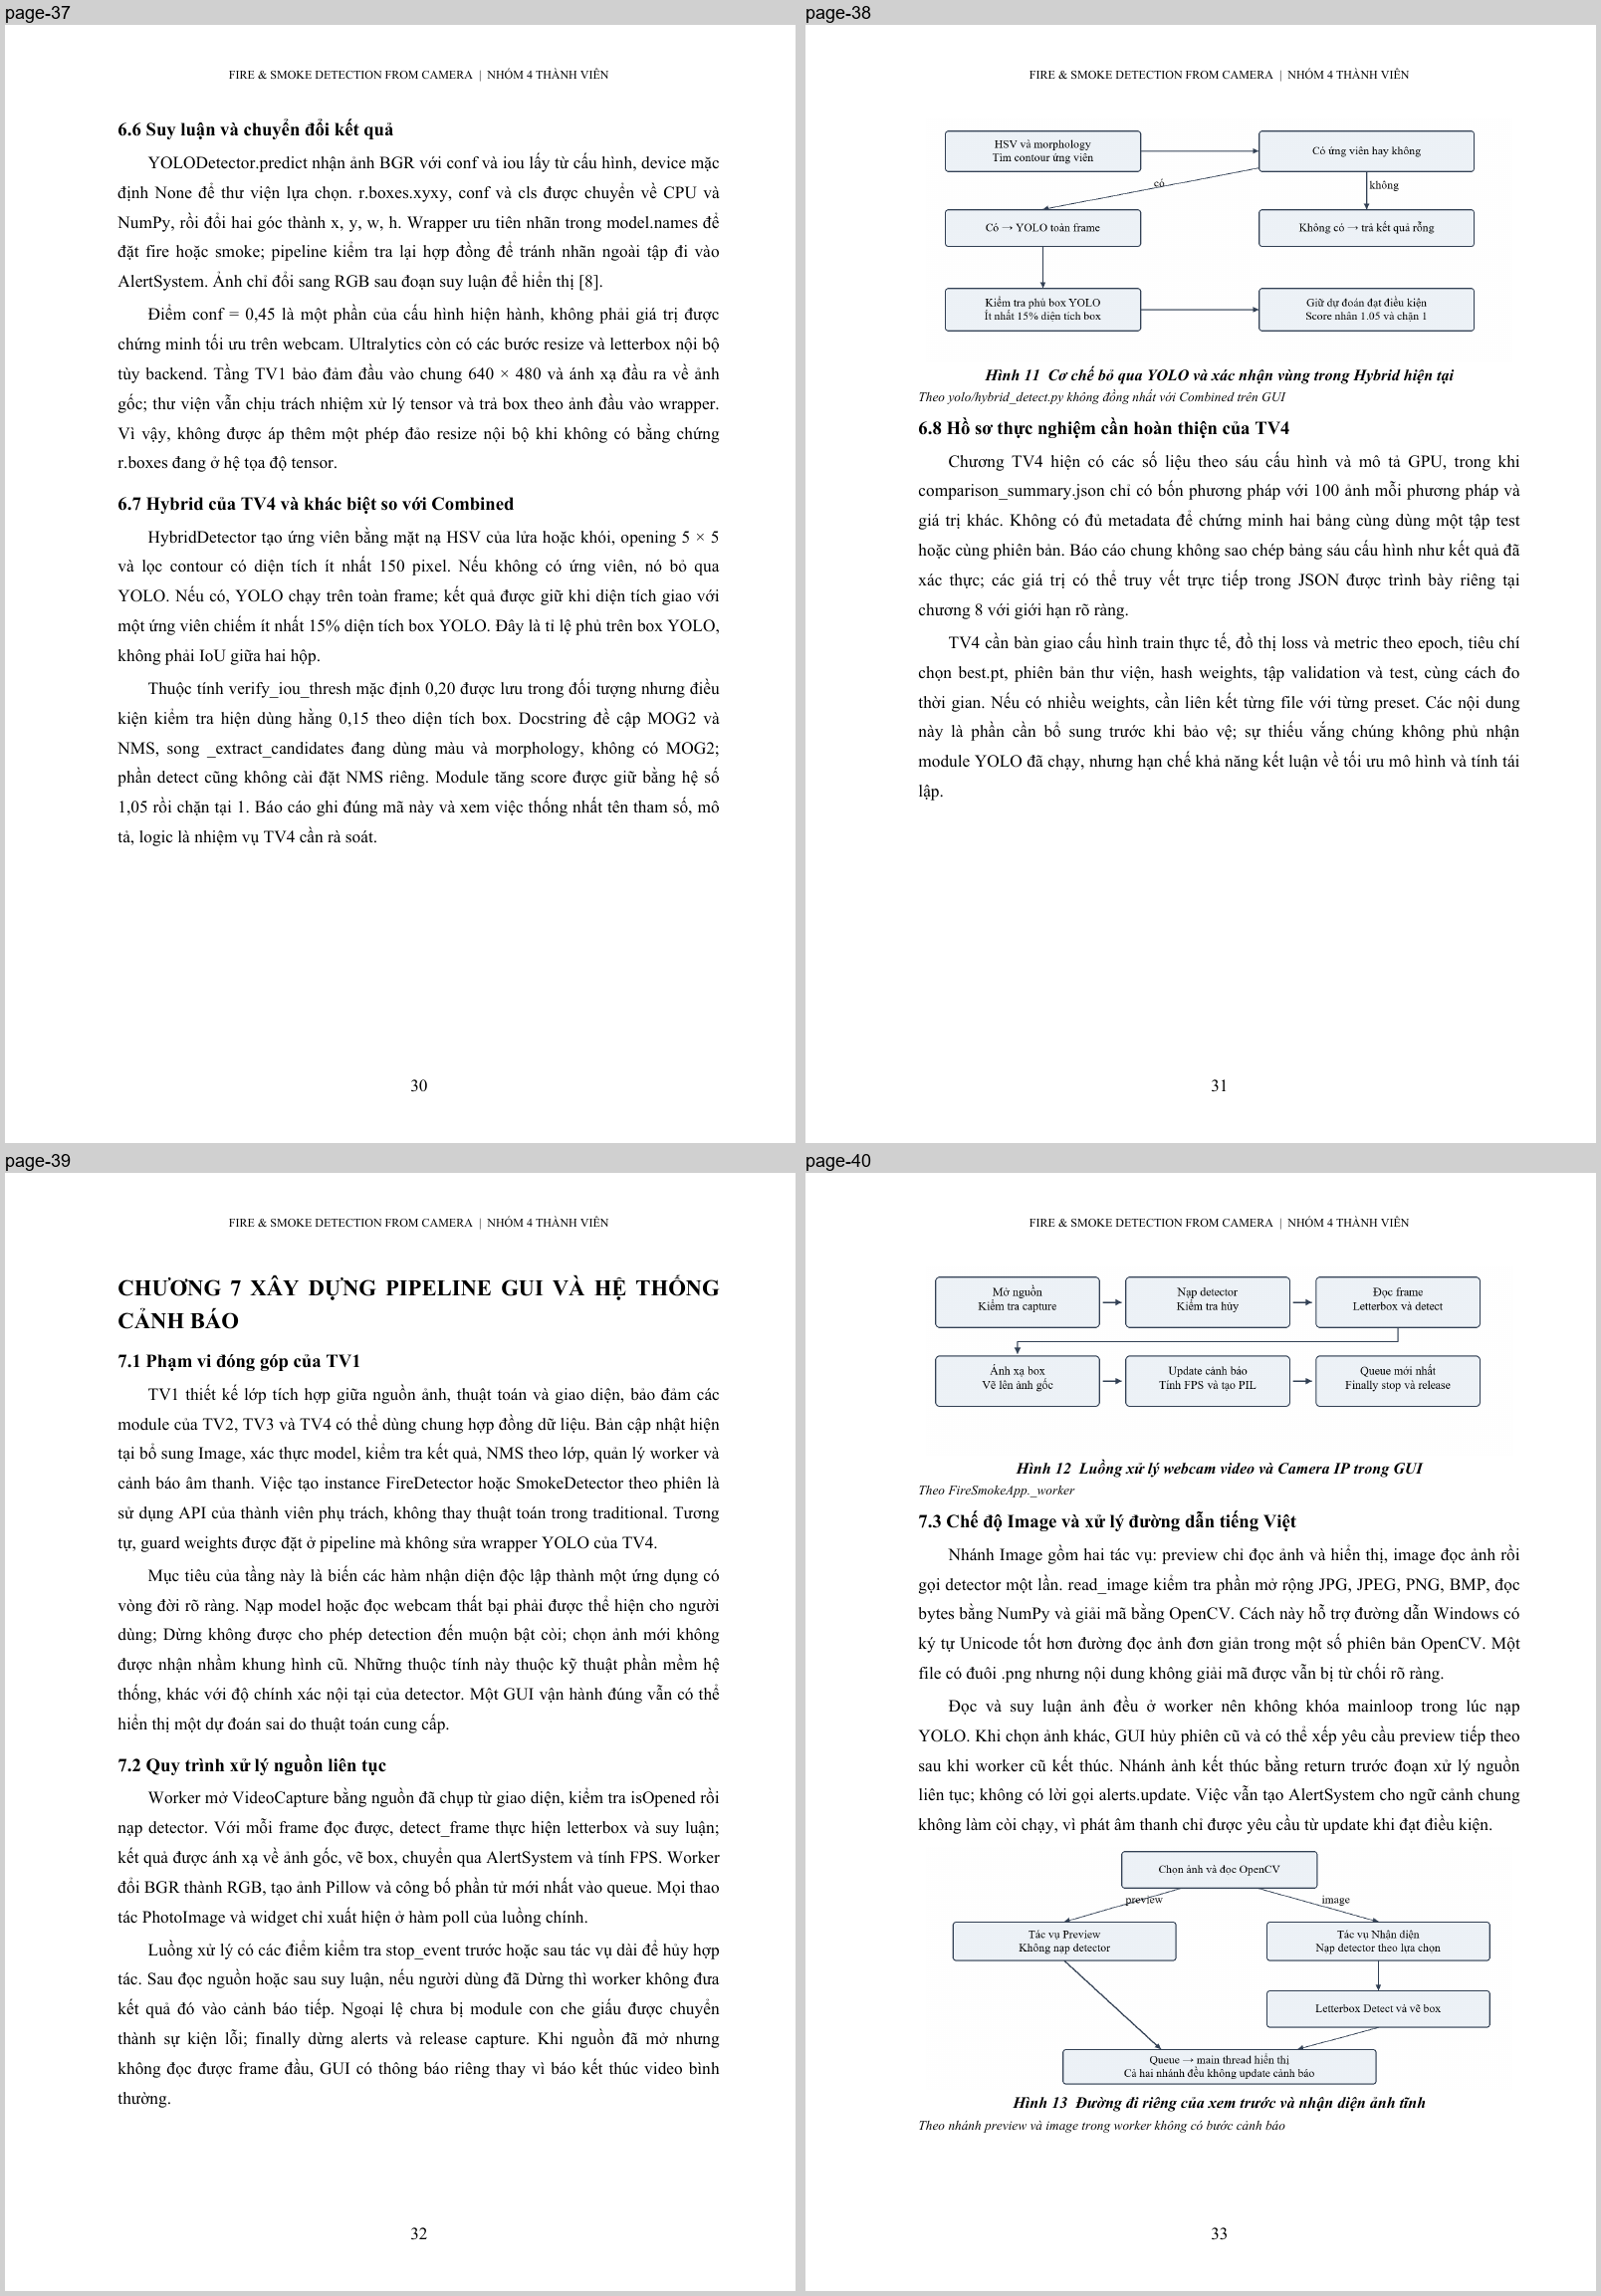 page-37
FIRE & SMOKE DETECTION FROM CAMERA | NHÓM 4 THÀNH VIÊN
6.6 Suy luận và chuyển đổi kết quả
YOLODetector.predict nhận ảnh BGR với conf và iou lấy từ cấu hình, device mặc
định None để thư viện lựa chọn. r.boxes.xyxy, conf và cls được chuyển về CPU và
NumPy, rồi đổi hai góc thành x, y, w, h. Wrapper ưu tiên nhãn trong model.names để
đặt fire hoặc smoke; pipeline kiểm tra lại hợp đồng để tránh nhãn ngoài tập đi vào
AlertSystem. Ảnh chỉ đổi sang RGB sau đoạn suy luận để hiển thị [8].
Điểm conf = 0,45 là một phần của cấu hình hiện hành, không phải giá trị được
chứng minh tối ưu trên webcam. Ultralytics còn có các bước resize và letterbox nội bộ
tùy backend. Tầng TV1 bảo đảm đầu vào chung 640 × 480 và ánh xạ đầu ra về ảnh
gốc; thư viện vẫn chịu trách nhiệm xử lý tensor và trả box theo ảnh đầu vào wrapper.
Vì vậy, không được áp thêm một phép đảo resize nội bộ khi không có bằng chứng
r.boxes đang ở hệ tọa độ tensor.
6.7 Hybrid của TV4 và khác biệt so với Combined
HybridDetector tạo ứng viên bằng mặt nạ HSV của lửa hoặc khói, opening 5 × 5
và lọc contour có diện tích ít nhất 150 pixel. Nếu không có ứng viên, nó bỏ qua
YOLO. Nếu có, YOLO chạy trên toàn frame; kết quả được giữ khi diện tích giao với
một ứng viên chiếm ít nhất 15% diện tích box YOLO. Đây là tỉ lệ phủ trên box YOLO,
không phải IoU giữa hai hộp.
Thuộc tính verify_iou_thresh mặc định 0,20 được lưu trong đối tượng nhưng điều
kiện kiểm tra hiện dùng hằng 0,15 theo diện tích box. Docstring đề cập MOG2 và
NMS, song _extract_candidates đang dùng màu và morphology, không có MOG2;
phần detect cũng không cài đặt NMS riêng. Module tăng score được giữ bằng hệ số
1,05 rồi chặn tại 1. Báo cáo ghi đúng mã này và xem việc thống nhất tên tham số, mô
tả, logic là nhiệm vụ TV4 cần rà soát.
30
page-38
FIRE & SMOKE DETECTION FROM CAMERA | NHÓM 4 THÀNH VIÊN
HSV và morphology
Tìm contour ứng viên
Có ứng viên hay không
có
không
Có → YOLO toàn frame
Không có → trả kết quả rỗng
Kiểm tra phủ box YOLO
Ít nhất 15% diện tích box
Giữ dự đoán đạt điều kiện
Score nhân 1.05 và chặn 1
Hình 11 Cơ chế bỏ qua YOLO và xác nhận vùng trong Hybrid hiện tại
Theo yolo/hybrid_detect.py không đồng nhất với Combined trên GUI
6.8 Hồ sơ thực nghiệm cần hoàn thiện của TV4
Chương TV4 hiện có các số liệu theo sáu cấu hình và mô tả GPU, trong khi
comparison_summary.json chỉ có bốn phương pháp với 100 ảnh mỗi phương pháp và
giá trị khác. Không có đủ metadata để chứng minh hai bảng cùng dùng một tập test
hoặc cùng phiên bản. Báo cáo chung không sao chép bảng sáu cấu hình như kết quả đã
xác thực; các giá trị có thể truy vết trực tiếp trong JSON được trình bày riêng tại
chương 8 với giới hạn rõ ràng.
TV4 cần bàn giao cấu hình train thực tế, đồ thị loss và metric theo epoch, tiêu chí
chọn best.pt, phiên bản thư viện, hash weights, tập validation và test, cùng cách đo
thời gian. Nếu có nhiều weights, cần liên kết từng file với từng preset. Các nội dung
này là phần cần bổ sung trước khi bảo vệ; sự thiếu vắng chúng không phủ nhận
module YOLO đã chạy, nhưng hạn chế khả năng kết luận về tối ưu mô hình và tính tái
lập.
31
page-39
FIRE & SMOKE DETECTION FROM CAMERA | NHÓM 4 THÀNH VIÊN
CHƯƠNG 7 XÂY DỰNG PIPELINE GUI VÀ HỆ THỐNG
CẢNH BÁO
7.1 Phạm vi đóng góp của TV1
TV1 thiết kế lớp tích hợp giữa nguồn ảnh, thuật toán và giao diện, bảo đảm các
module của TV2, TV3 và TV4 có thể dùng chung hợp đồng dữ liệu. Bản cập nhật hiện
tại bổ sung Image, xác thực model, kiểm tra kết quả, NMS theo lớp, quản lý worker và
cảnh báo âm thanh. Việc tạo instance FireDetector hoặc SmokeDetector theo phiên là
sử dụng API của thành viên phụ trách, không thay thuật toán trong traditional. Tương
tự, guard weights được đặt ở pipeline mà không sửa wrapper YOLO của TV4.
Mục tiêu của tầng này là biến các hàm nhận diện độc lập thành một ứng dụng có
vòng đời rõ ràng. Nạp model hoặc đọc webcam thất bại phải được thể hiện cho người
dùng; Dừng không được cho phép detection đến muộn bật còi; chọn ảnh mới không
được nhận nhầm khung hình cũ. Những thuộc tính này thuộc kỹ thuật phần mềm hệ
thống, khác với độ chính xác nội tại của detector. Một GUI vận hành đúng vẫn có thể
hiển thị một dự đoán sai do thuật toán cung cấp.
7.2 Quy trình xử lý nguồn liên tục
Worker mở VideoCapture bằng nguồn đã chụp từ giao diện, kiểm tra isOpened rồi
nạp detector. Với mỗi frame đọc được, detect_frame thực hiện letterbox và suy luận;
kết quả được ánh xạ về ảnh gốc, vẽ box, chuyển qua AlertSystem và tính FPS. Worker
đổi BGR thành RGB, tạo ảnh Pillow và công bố phần tử mới nhất vào queue. Mọi thao
tác PhotoImage và widget chỉ xuất hiện ở hàm poll của luồng chính.
Luồng xử lý có các điểm kiểm tra stop_event trước hoặc sau tác vụ dài để hủy hợp
tác. Sau đọc nguồn hoặc sau suy luận, nếu người dùng đã Dừng thì worker không đưa
kết quả đó vào cảnh báo tiếp. Ngoại lệ chưa bị module con che giấu được chuyển
thành sự kiện lỗi; finally dừng alerts và release capture. Khi nguồn đã mở nhưng
không đọc được frame đầu, GUI có thông báo riêng thay vì báo kết thúc video bình
thường.
32
page-40
FIRE & SMOKE DETECTION FROM CAMERA | NHÓM 4 THÀNH VIÊN
Mở nguồn
Kiểm tra capture
Nạp detector
Kiểm tra hủy
Đọc frame
Letterbox và detect
Ánh xạ box
Vẽ lên ảnh gốc
Update cảnh báo
Tính FPS và tạo PIL
Queue mới nhất
Finally stop và release
Hình 12 Luồng xử lý webcam video và Camera IP trong GUI
Theo FireSmokeApp._worker
7.3 Chế độ Image và xử lý đường dẫn tiếng Việt
Nhánh Image gồm hai tác vụ: preview chỉ đọc ảnh và hiển thị, image đọc ảnh rồi
gọi detector một lần. read_image kiểm tra phần mở rộng JPG, JPEG, PNG, BMP, đọc
bytes bằng NumPy và giải mã bằng OpenCV. Cách này hỗ trợ đường dẫn Windows có
ký tự Unicode tốt hơn đường đọc ảnh đơn giản trong một số phiên bản OpenCV. Một
file có đuôi .png nhưng nội dung không giải mã được vẫn bị từ chối rõ ràng.
Đọc và suy luận ảnh đều ở worker nên không khóa mainloop trong lúc nạp
YOLO. Khi chọn ảnh khác, GUI hủy phiên cũ và có thể xếp yêu cầu preview tiếp theo
sau khi worker cũ kết thúc. Nhánh ảnh kết thúc bằng return trước đoạn xử lý nguồn
liên tục; không có lời gọi alerts.update. Việc vẫn tạo AlertSystem cho ngữ cảnh chung
không làm còi chạy, vì phát âm thanh chỉ được yêu cầu từ update khi đạt điều kiện.
Chọn ảnh và đọc OpenCV
preview
image
Tác vụ Preview
Không nạp detector
Tác vụ Nhận diện
Nạp detector theo lựa chọn
Letterbox Detect và vẽ box
Queue → main thread hiển thị
Cả hai nhánh đều không update cảnh báo
Hình 13 Đường đi riêng của xem trước và nhận diện ảnh tĩnh
Theo nhánh preview và image trong worker không có bước cảnh báo
33